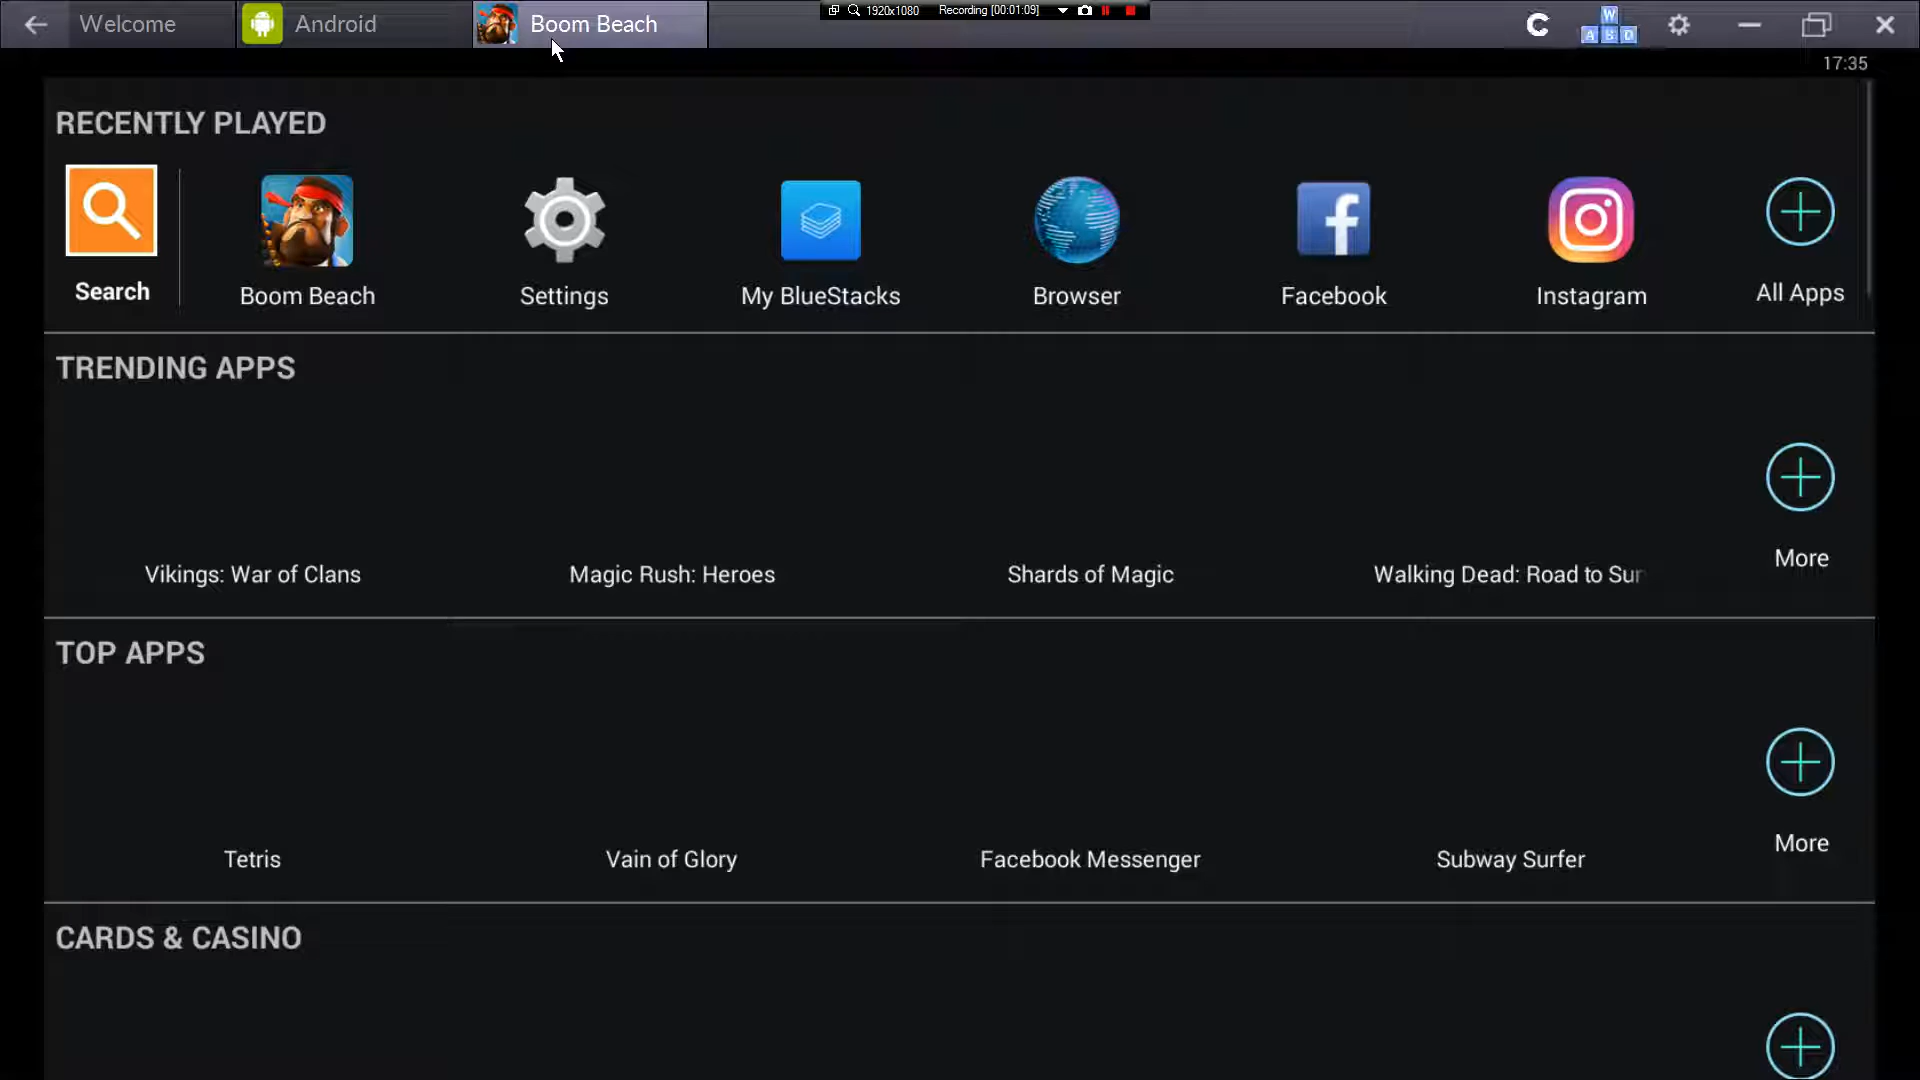 Welcome
Android
Boom Beach
1920x1080
Recording [00:01:09]
C
W
A S D
17:35
RECENTLY PLAYED
Search
Boom Beach
Settings
My BlueStacks
Browser
Facebook
Instagram
All Apps
TRENDING APPS
Vikings: War of Clans
Magic Rush: Heroes
Shards of Magic
Walking Dead: Road to Sur
More
TOP APPS
Tetris
Vain of Glory
Facebook Messenger
Subway Surfer
More
CARDS & CASINO